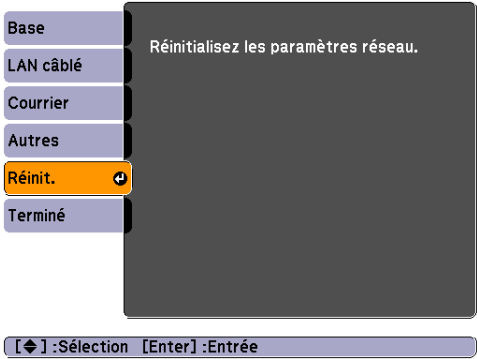 Base
LAN câblé
Courrier
Autres
Réinit.
Terminé
Réinitialisez les paramètres réseau.
[ ] :Sélection [Enter] :Entrée